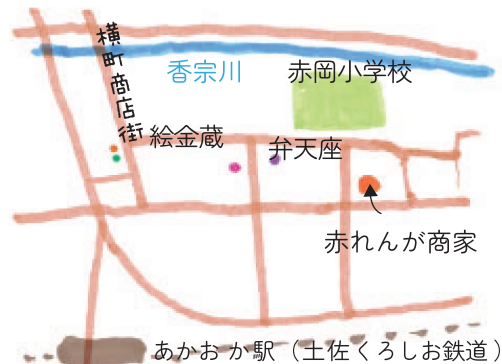 横町商店街
香宗川
赤岡小学校
絵金蔵
弁天座
赤れんが商家
あかおか駅（土佐くろしお鉄道）